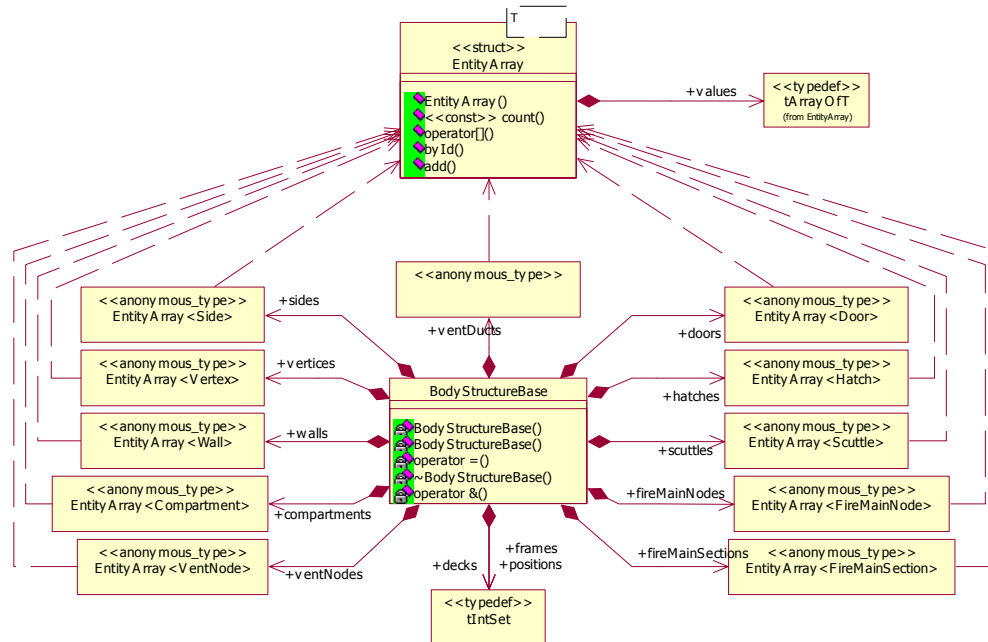 T
<<struct>>
EntityArray
EntityArray()
<<const>> count()
operator[]()
byId()
add()
+values
<<typedef>>
tArrayOfT
(from EntityArray)
<<anonymous_type>>
+ventDucts
<<anonymous_type>>
EntityArray<Side>
+sides
<<anonymous_type>>
EntityArray<Door>
+doors
<<anonymous_type>>
EntityArray<Vertex>
+vertices
BodyStructureBase
BodyStructureBase()
BodyStructureBase()
operator =()
~BodyStructureBase()
operator &()
<<anonymous_type>>
EntityArray<Hatch>
+hatches
<<anonymous_type>>
EntityArray<Wall>
+walls
<<anonymous_type>>
EntityArray<Scuttle>
+scuttles
<<anonymous_type>>
EntityArray<Compartment>
+compartments
+fireMainNodes
<<anonymous_type>>
EntityArray<FireMainNode>
<<anonymous_type>>
EntityArray<VentNode>
+ventNodes
+decks
+frames
+positions
+fireMainSections
<<anonymous_type>>
EntityArray<FireMainSection>
<<typedef>>
tIntSet